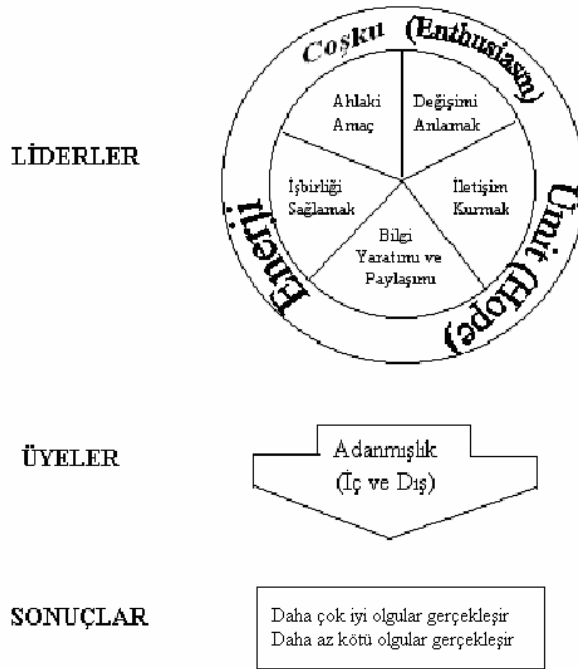 Coşku (Enthusiasm)
Ahlaki
Amaç
Değişimi
Anlamak
LİDERLER
İşbirliği
Sağlamak
İletişim
Kurmak
Bilgi
Yaratımı ve
Paylaşımı
Enerji
Ümit (Hope)
ÜYELER
Adanmışlık
(İç ve Dış)
SONUÇLAR
Daha çok iyi olgular gerçekleşir
Daha az kötü olgular gerçekleşir